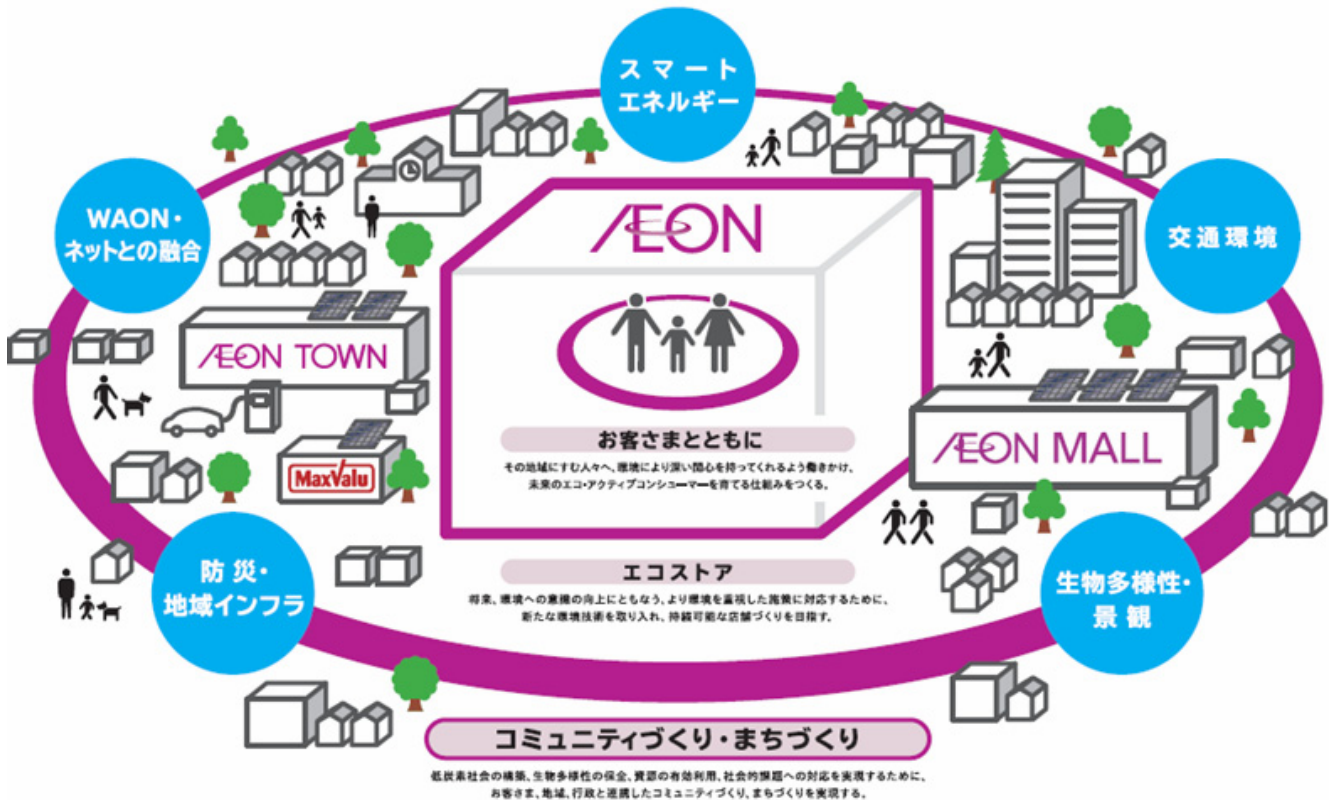 スマート
エネルギー
WAON・
ネットとの融合
交通環境
AEON
AEON TOWN
MaxValu
お客さまとともに
その地域にすむ人々へ、環境により深い関心を持ってくれるよう働きかけ、
未来のエコ・アクティブコンシューマーを育てる仕組みをつくる。
AEON MALL
防災・
地域インフラ
エコストア
将来、環境への意識の向上にともなう、より環境を重視した施策に対応するために、
新たな環境技術を取り入れ、持続可能な店舗づくりを目指す。
生物多様性・
景観
コミュニティづくり・まちづくり
低炭素社会の構築、生物多様性の保全、資源の有効利用、社会的課題への対応を実現するために、
お客さま、地域、行政と連携したコミュニティづくり、まちづくりを実現する。